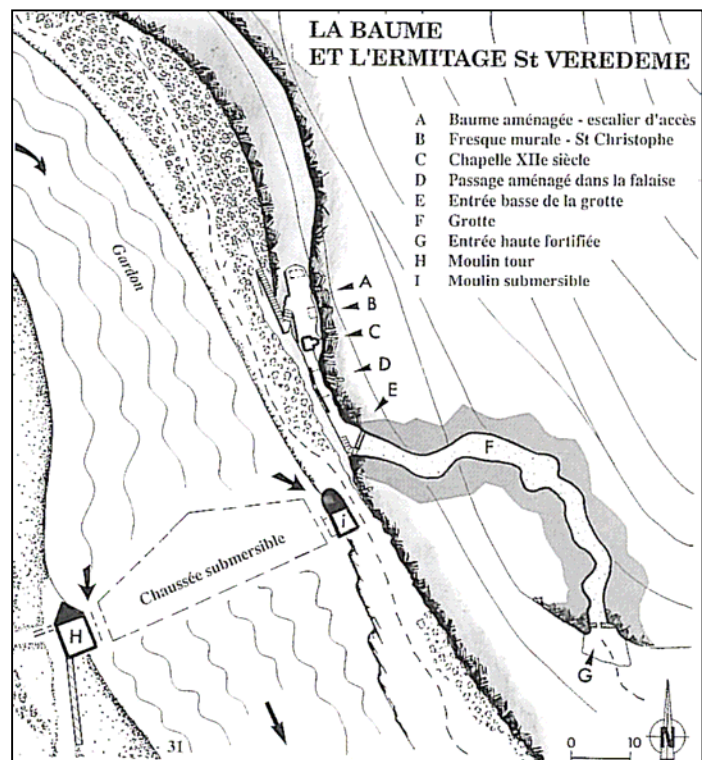 LA BAUME
ET L'ERMITAGE St VEREDEME
A Baume aménagée - escalier d'accès
B Fresque murale - St Christophe
C Chapelle XIIe siècle
D Passage aménagé dans la falaise
E Entrée basse de la grotte
F Grotte
G Entrée haute fortifiée
H Moulin tour
I Moulin submersible
Gardon
A
B
C
D
E
F
i
Chaussée submersible
H
G
31
0 10
N